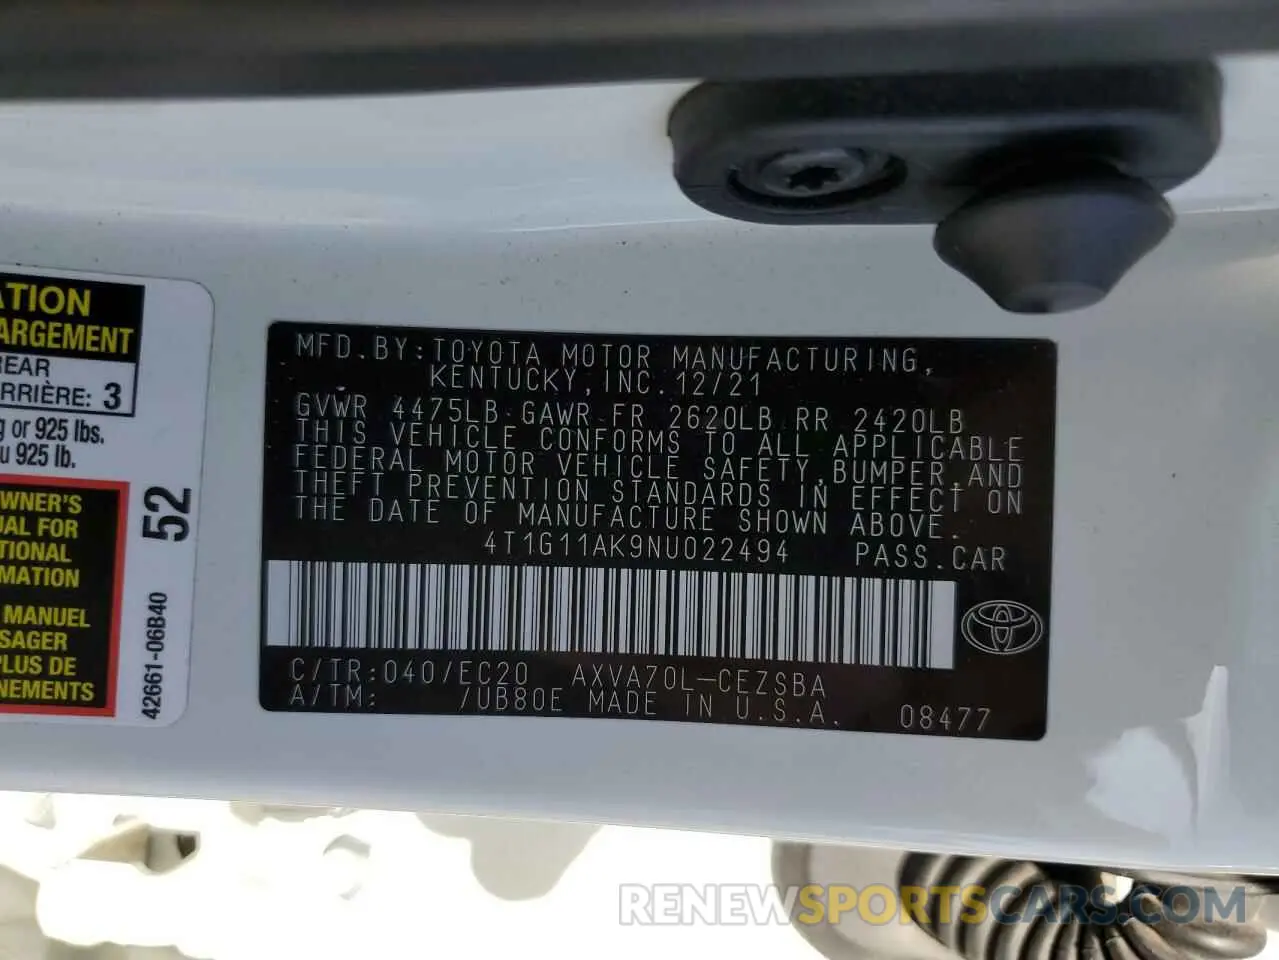 ATION
ARGEMENT
REAR
RRIÈRE: 3
g or 925 lbs.
u 925 lb.
WNER'S
UAL FOR
TIONAL
MATION
MANUEL
SAGER
PLUS DE
NEMENTS
52
42661-06B40
MFD.BY:TOYOTA MOTOR MANUFACTURING,
KENTUCKY,INC.12/21
GVWR 4475LB GAWR FR 2620LB RR 2420LB
THIS VEHICLE CONFORMS TO ALL APPLICABLE
FEDERAL MOTOR VEHICLE SAFETY,BUMPER,AND
THEFT PREVENTION STANDARDS IN EFFECT ON
THE DATE OF MANUFACTURE SHOWN ABOVE.
4T1G11AK9NU022494 PASS.CAR
C/TR:040/EC20 AXVA70L-CEZSBA
A/TM: /UB80E MADE IN U.S.A. 08477
RENEWSPORTSCARS.COM